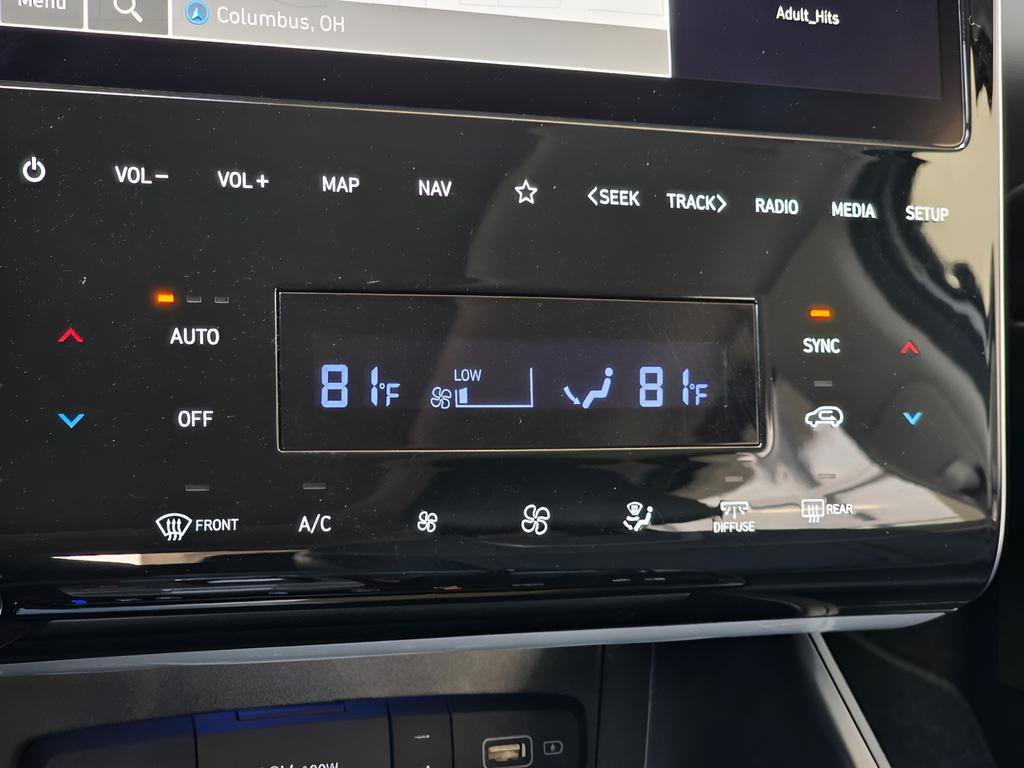 Menu
Columbus, OH
Adult_Hits
VOL− VOL+ MAP NAV <SEEK TRACK> RADIO MEDIA SETUP
AUTO SYNC
LOW
81°F 81°F
OFF
FRONT A/C DIFFUSE REAR